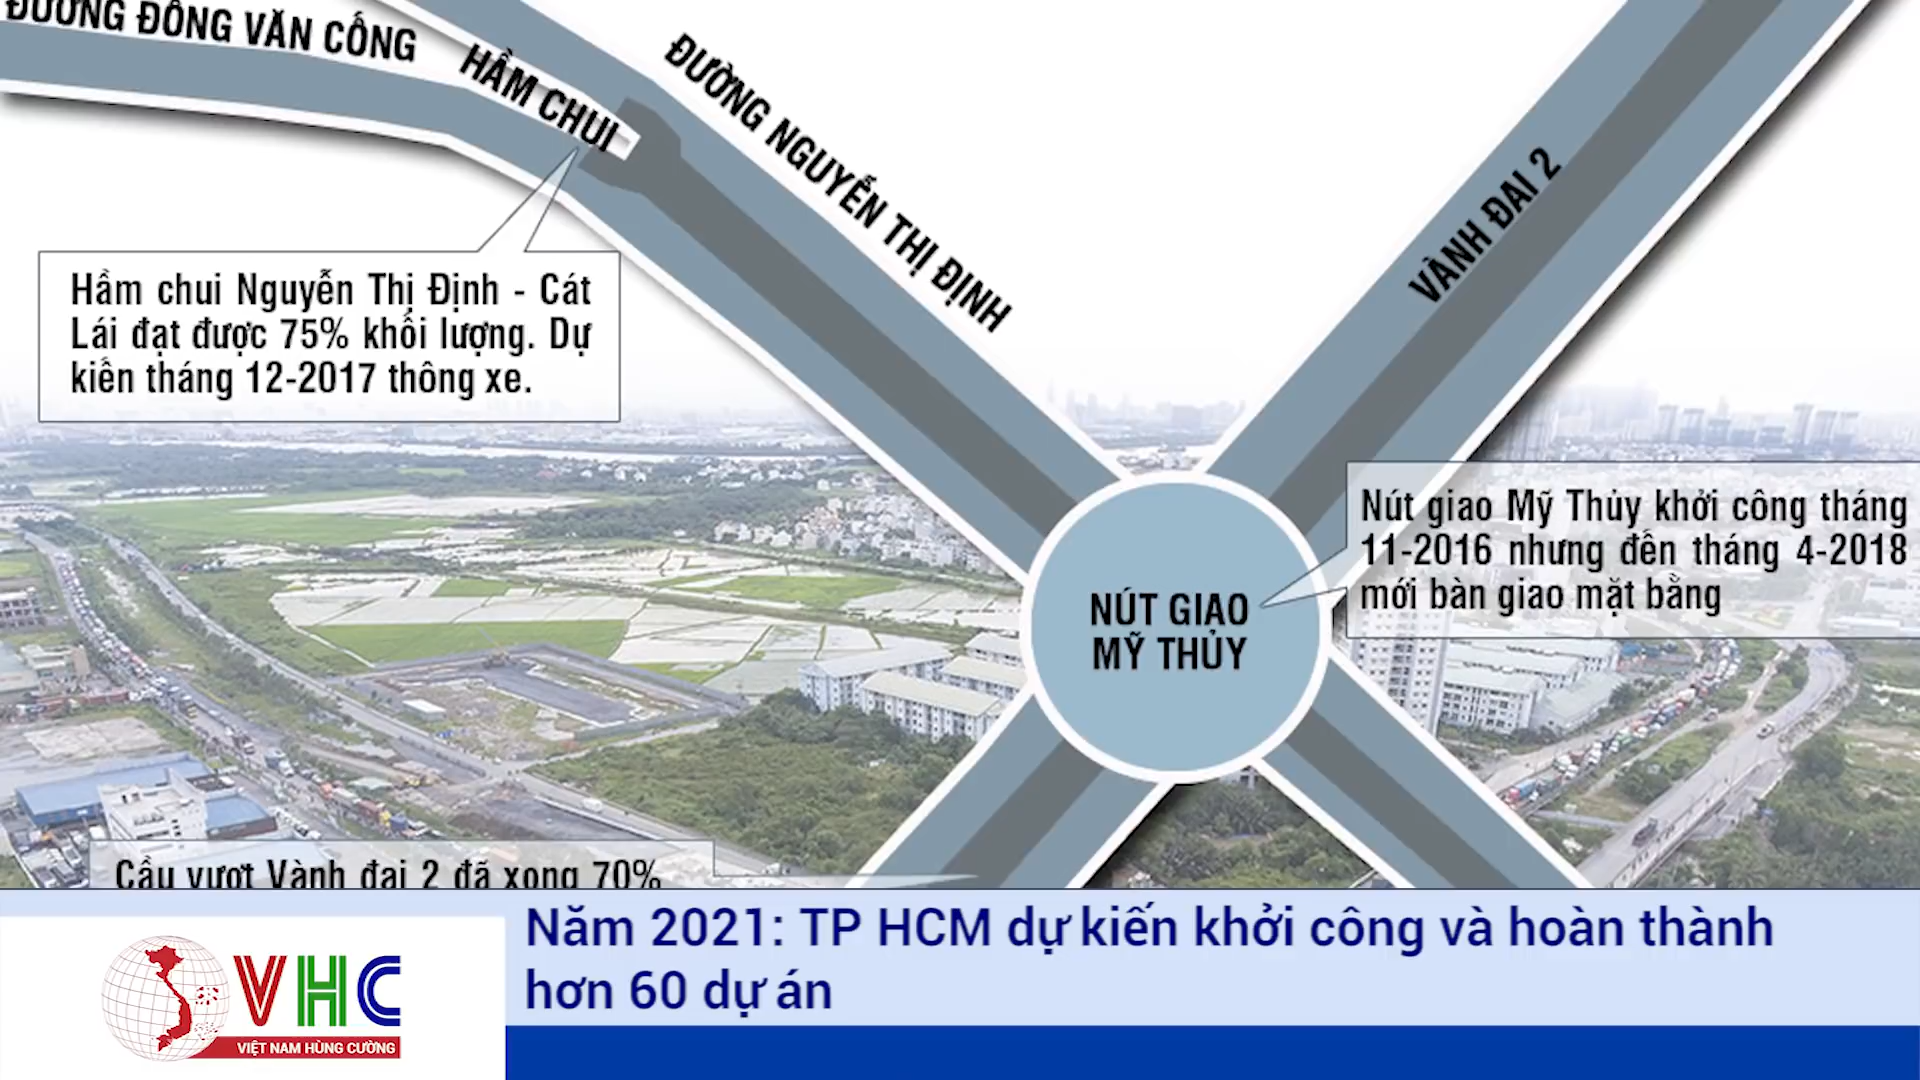 ĐƯỜNG ĐỒNG VĂN CỐNG
HẦM CHUI
ĐƯỜNG NGUYỄN THỊ ĐỊNH
VÀNH ĐAI 2
Hầm chui Nguyễn Thị Định - Cát
Lái đạt được 75% khối lượng. Dự
kiến tháng 12-2017 thông xe.
Nút giao Mỹ Thủy khởi công tháng
11-2016 nhưng đến tháng 4-2018
mới bàn giao mặt bằng
NÚT GIAO
MỸ THỦY
Cầu vượt Vành đai 2 đã xong 70%
Năm 2021: TP HCM dự kiến khởi công và hoàn thành
hơn 60 dự án
VHC
VIỆT NAM HÙNG CƯỜNG